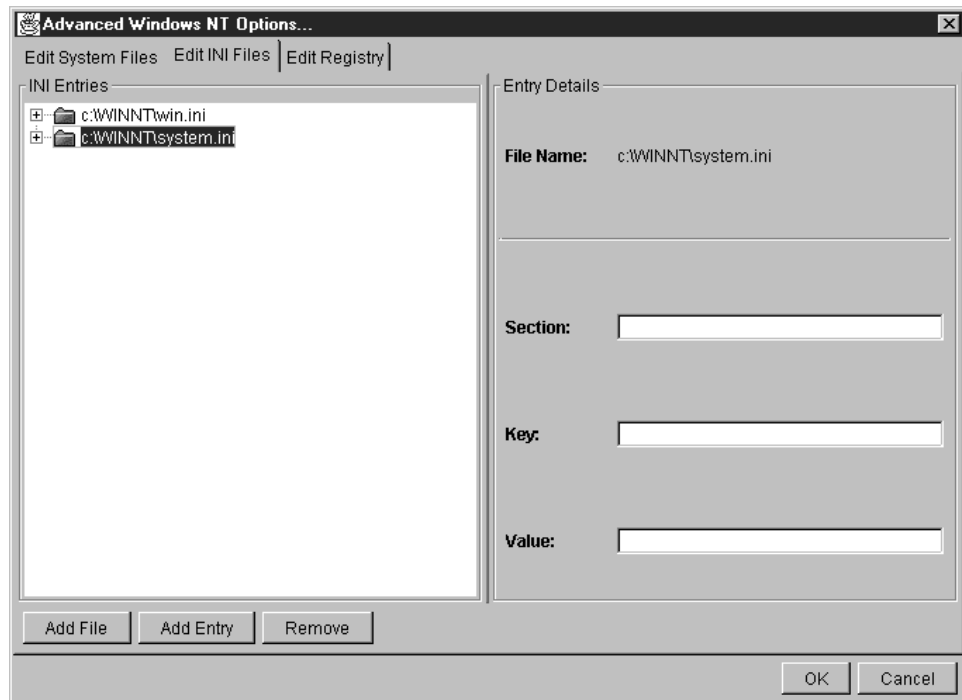 Advanced Windows NT Options...
Edit System Files Edit INI Files Edit Registry
INI Entries
c:\WINNT\win.ini
c:\WINNT\system.ini
Entry Details
File Name: c:\WINNT\system.ini
Section:
Key:
Value:
Add File Add Entry Remove
OK Cancel